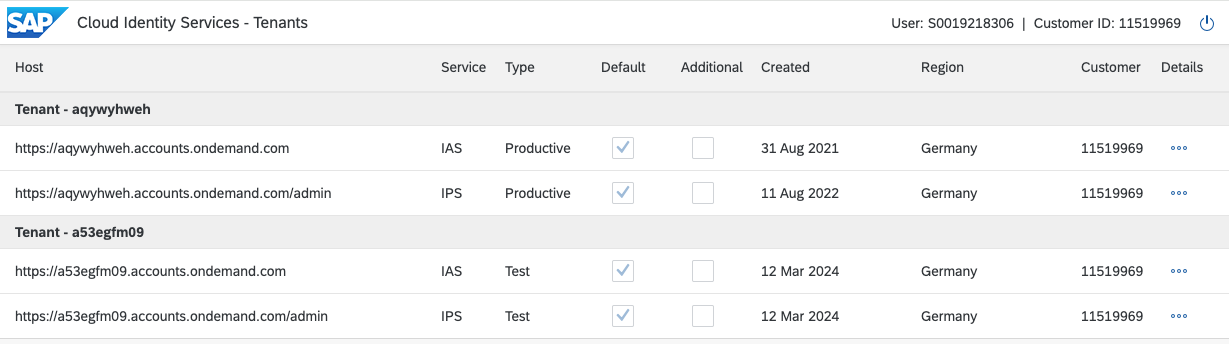 SAP Cloud Identity Services - Tenants User: S0019218306 | Customer ID: 11519969
Host Service Type Default Additional Created Region Customer Details
Tenant - aqywyhweh
https://aqywyhweh.accounts.ondemand.com IAS Productive 31 Aug 2021 Germany 11519969
https://aqywyhweh.accounts.ondemand.com/admin IPS Productive 11 Aug 2022 Germany 11519969
Tenant - a53egfm09
https://a53egfm09.accounts.ondemand.com IAS Test 12 Mar 2024 Germany 11519969
https://a53egfm09.accounts.ondemand.com/admin IPS Test 12 Mar 2024 Germany 11519969